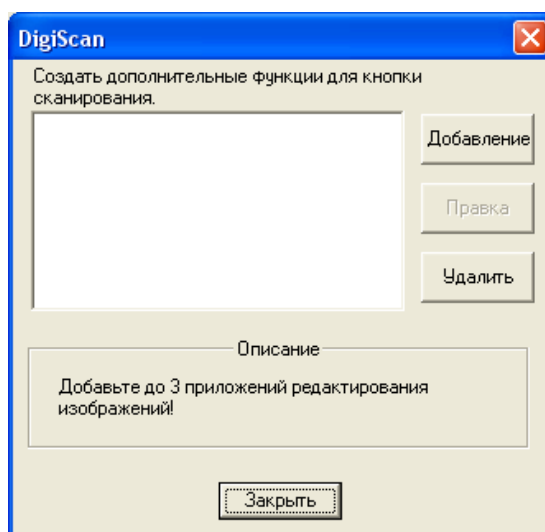 DigiScan
Создать дополнительные функции для кнопки
сканирования.
Добавление
Правка
Удалить
Описание
Добавьте до 3 приложений редактирования
изображений!
Закрыть